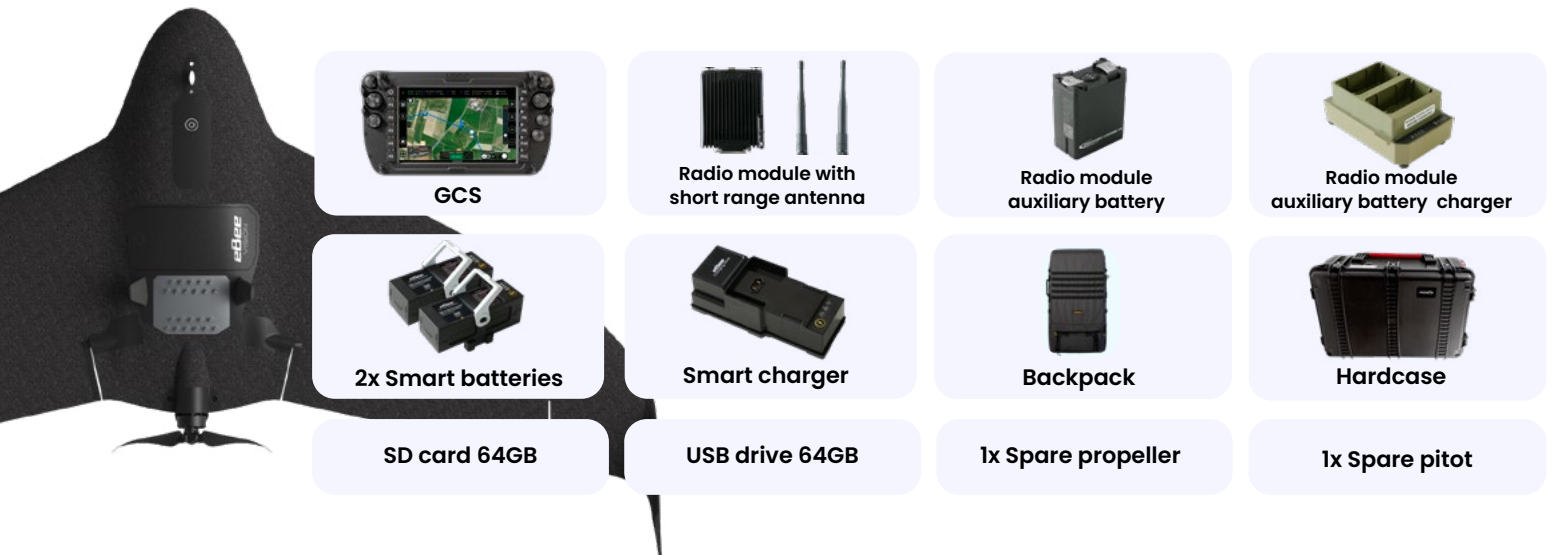 eBee
GCS
Radio module with
short range antenna
Radio module
auxiliary battery
Radio module
auxiliary battery charger
2x Smart batteries
Smart charger
Backpack
Hardcase
SD card 64GB
USB drive 64GB
1x Spare propeller
1x Spare pitot